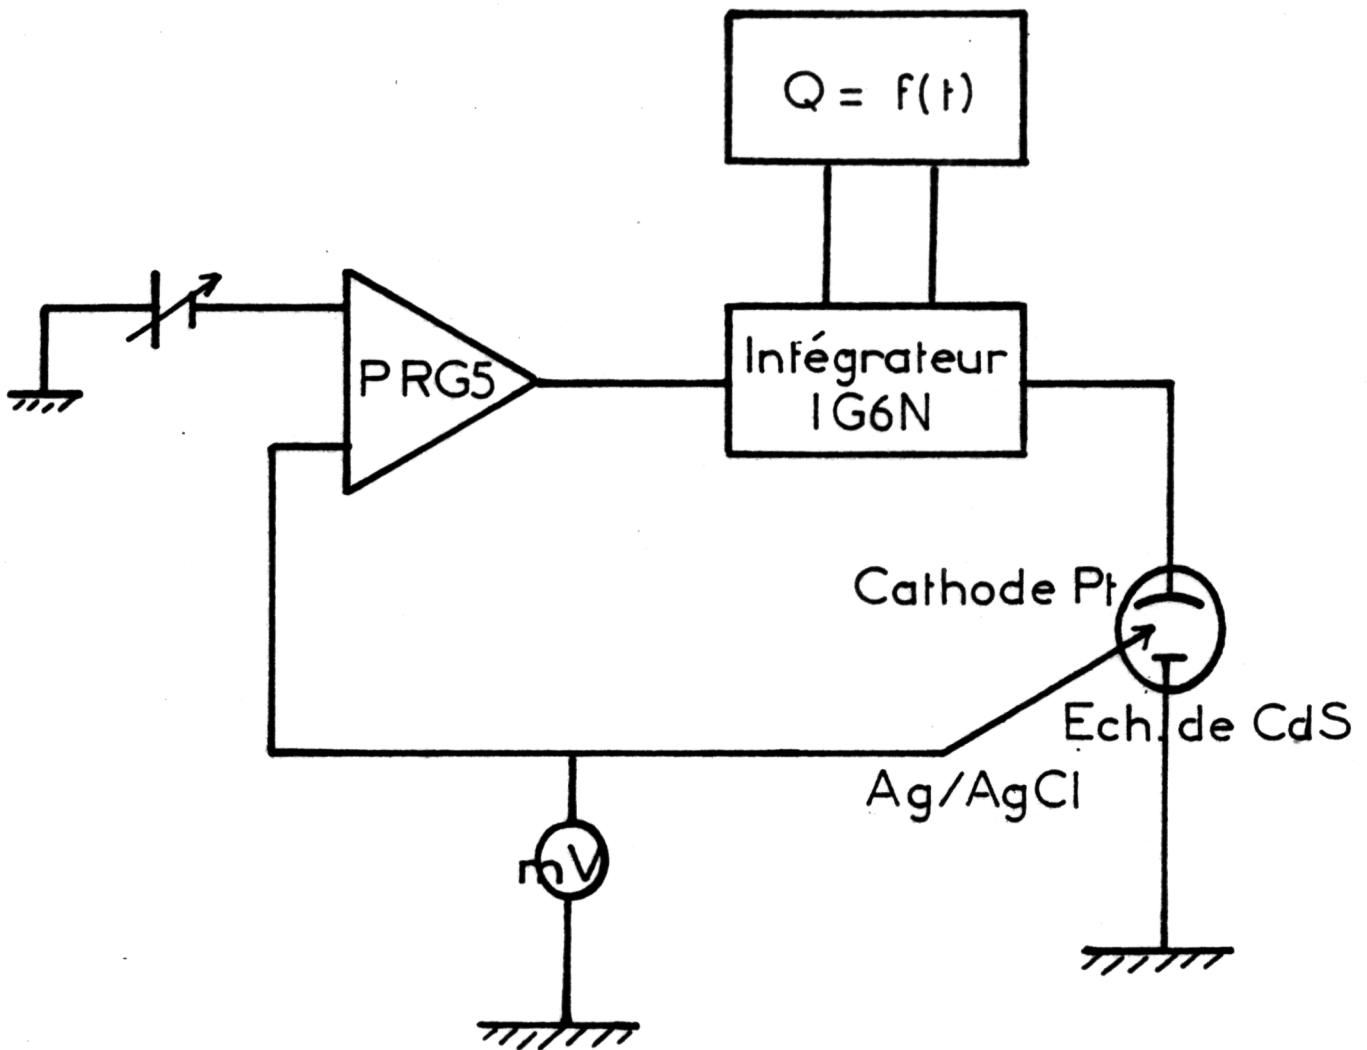 Q = f(t)
PRG5
Intégrateur
IG6N
Cathode Pt
Ech. de CdS
Ag/AgCl
mV